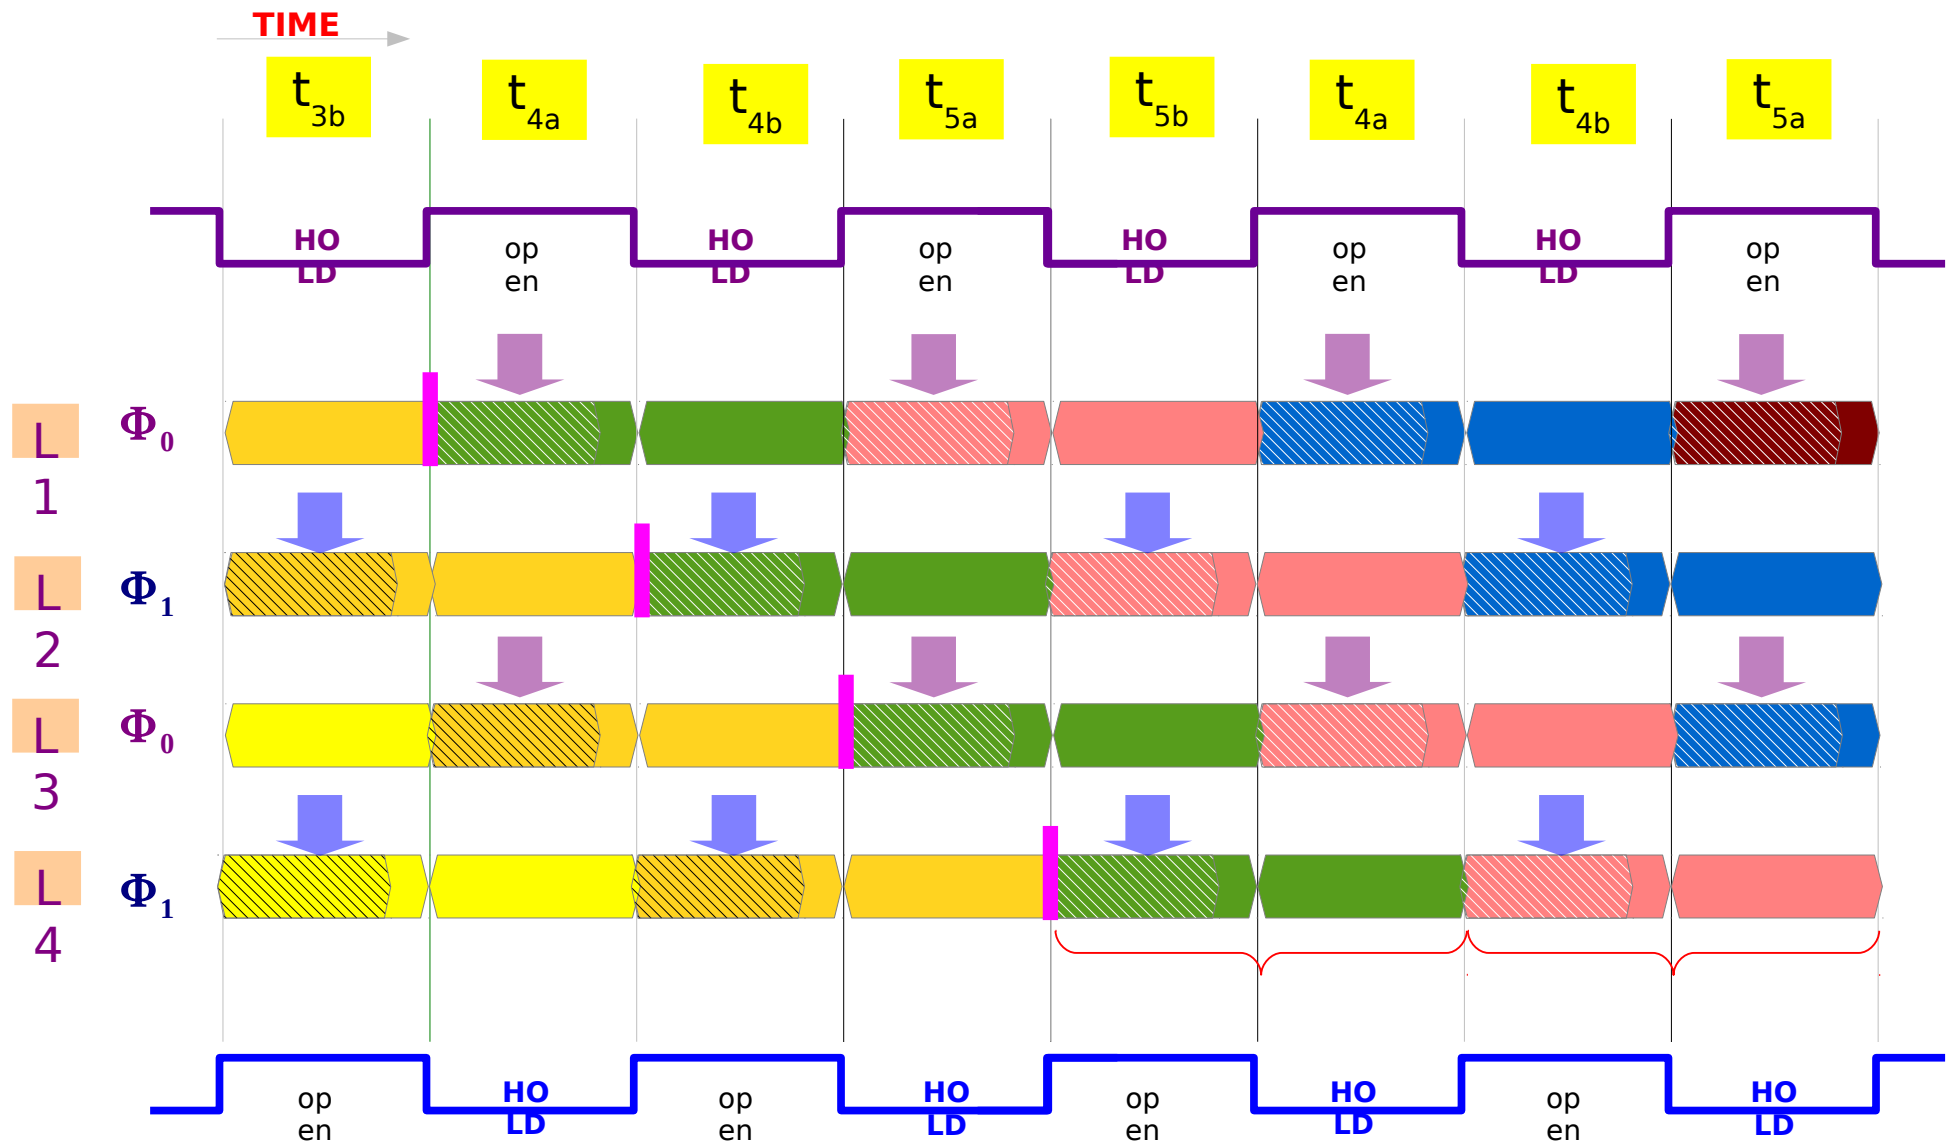 TIME
t3b t4a t4b t5a t5b t4a t4b t5a
HO op HO op HO op HO op
LD en LD en LD en LD en
L Φ0
1
L Φ1
2
L Φ0
3
L Φ1
4
op HO op HO op HO op HO
en LD en LD en LD en LD